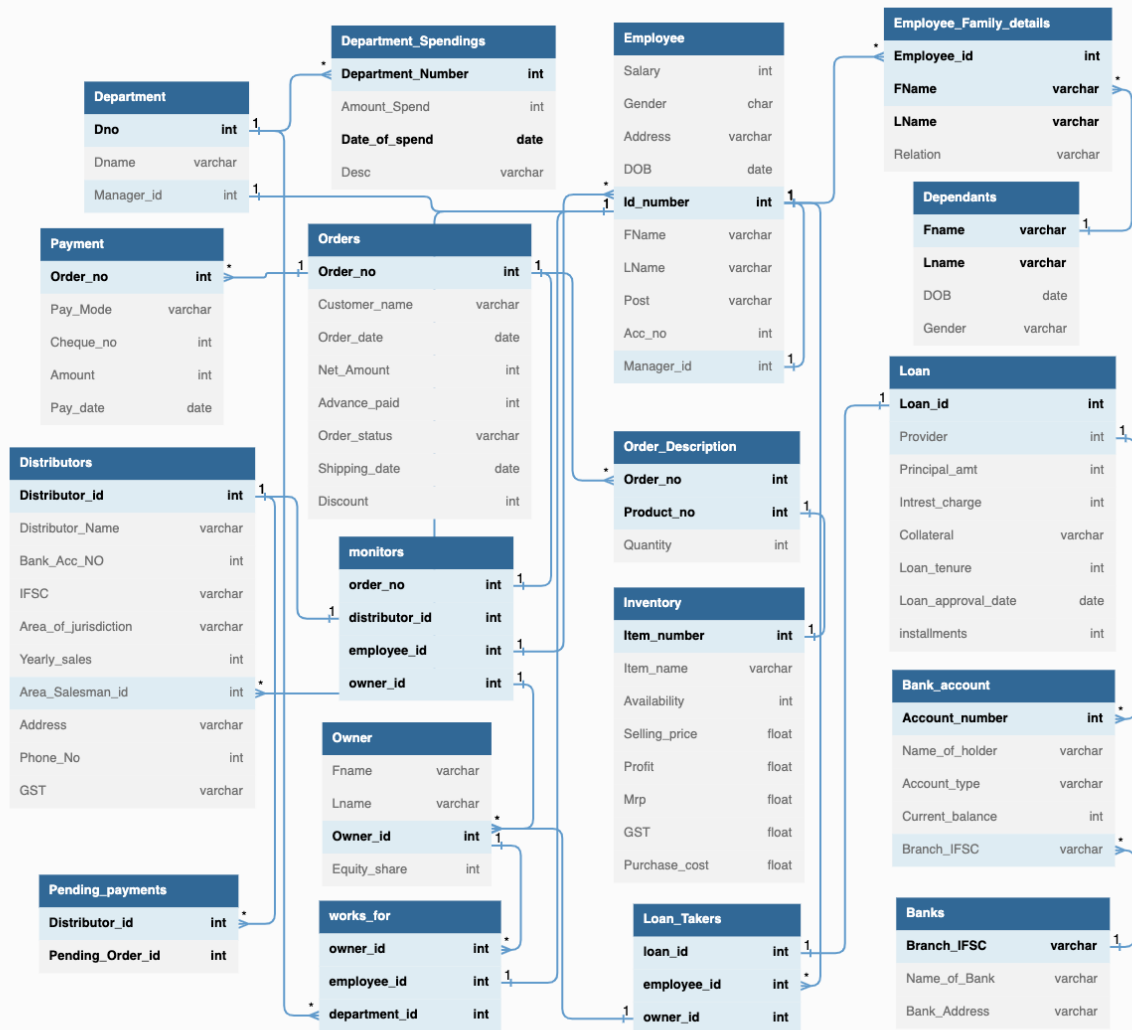 Department_Spendings
Department_Number int
Amount_Spend int
Date_of_spend date
Desc varchar
Employee
Salary int
Gender char
Address varchar
DOB date
Id_number int
FName varchar
LName varchar
Post varchar
Acc_no int
Manager_id int
Employee_Family_details
Employee_id int
FName varchar
LName varchar
Relation varchar
Department
Dno int
Dname varchar
Manager_id int
Dependants
Fname varchar
Lname varchar
DOB date
Gender varchar
Payment
Order_no int
Pay_Mode varchar
Cheque_no int
Amount int
Pay_date date
Orders
Order_no int
Customer_name varchar
Order_date date
Net_Amount int
Advance_paid int
Order_status varchar
Shipping_date date
Discount int
Loan
Loan_id int
Provider int
Principal_amt int
Intrest_charge int
Collateral varchar
Loan_tenure int
Loan_approval_date date
installments int
Order_Description
Order_no int
Product_no int
Quantity int
Distributors
Distributor_id int
Distributor_Name varchar
Bank_Acc_NO int
IFSC varchar
Area_of_jurisdiction varchar
Yearly_sales int
Area_Salesman_id int
Address varchar
Phone_No int
GST varchar
monitors
order_no int
distributor_id int
employee_id int
owner_id int
Inventory
Item_number int
Item_name varchar
Availability int
Selling_price float
Profit float
Mrp float
GST float
Purchase_cost float
Bank_account
Account_number int
Name_of_holder varchar
Account_type varchar
Current_balance int
Branch_IFSC varchar
Owner
Fname varchar
Lname varchar
Owner_id int
Equity_share int
Pending_payments
Distributor_id int
Pending_Order_id int
works_for
owner_id int
employee_id int
department_id int
Loan_Takers
loan_id int
employee_id int
owner_id int
Banks
Branch_IFSC varchar
Name_of_Bank varchar
Bank_Address varchar